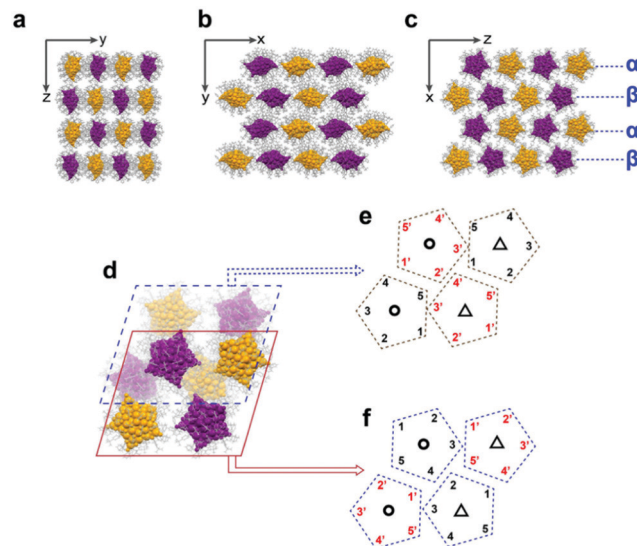 a
b
c
y
z
x
y
z
x
α
β
α
β
d
e
5' 4' 3' 2' 1'
5 4 3 2 1
4 5 3 2 1
4' 3' 5' 2' 1'
f
1 2 3 5 4
1' 2' 3' 5' 4'
2' 1' 3' 4' 5'
2 1 3 4 5